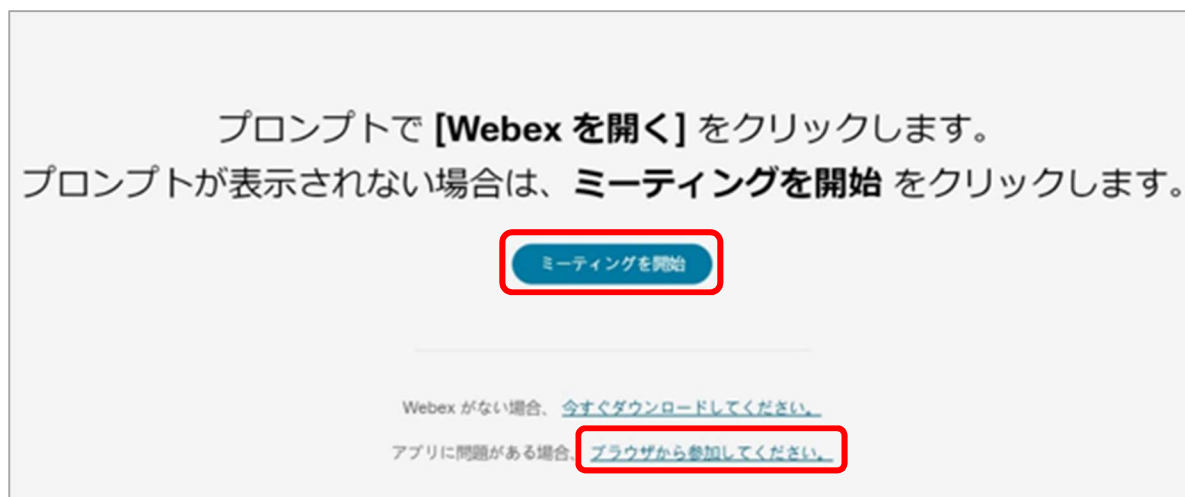 プロンプトで [Webex を開く] をクリックします。
プロンプトが表示されない場合は、ミーティングを開始 をクリックします。
ミーティングを開始
Webex がない場合、 今すぐダウンロードしてください。
アプリに問題がある場合、 ブラウザから参加してください。